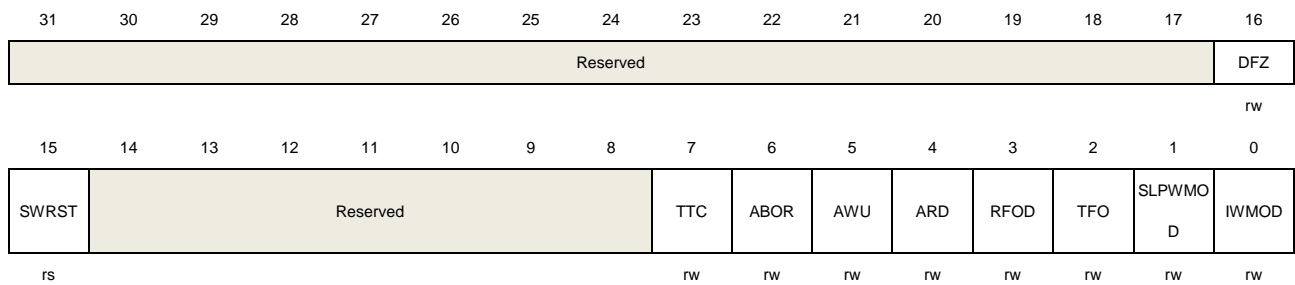 31 30 29 28 27 26 25 24 23 22 21 20 19 18 17 16
Reserved DFZ
rw
15 14 13 12 11 10 9 8 7 6 5 4 3 2 1 0
SWRST Reserved TTC ABOR AWU ARD RFOD TFO SLPWMO
D IWMOD
rs rw rw rw rw rw rw rw rw